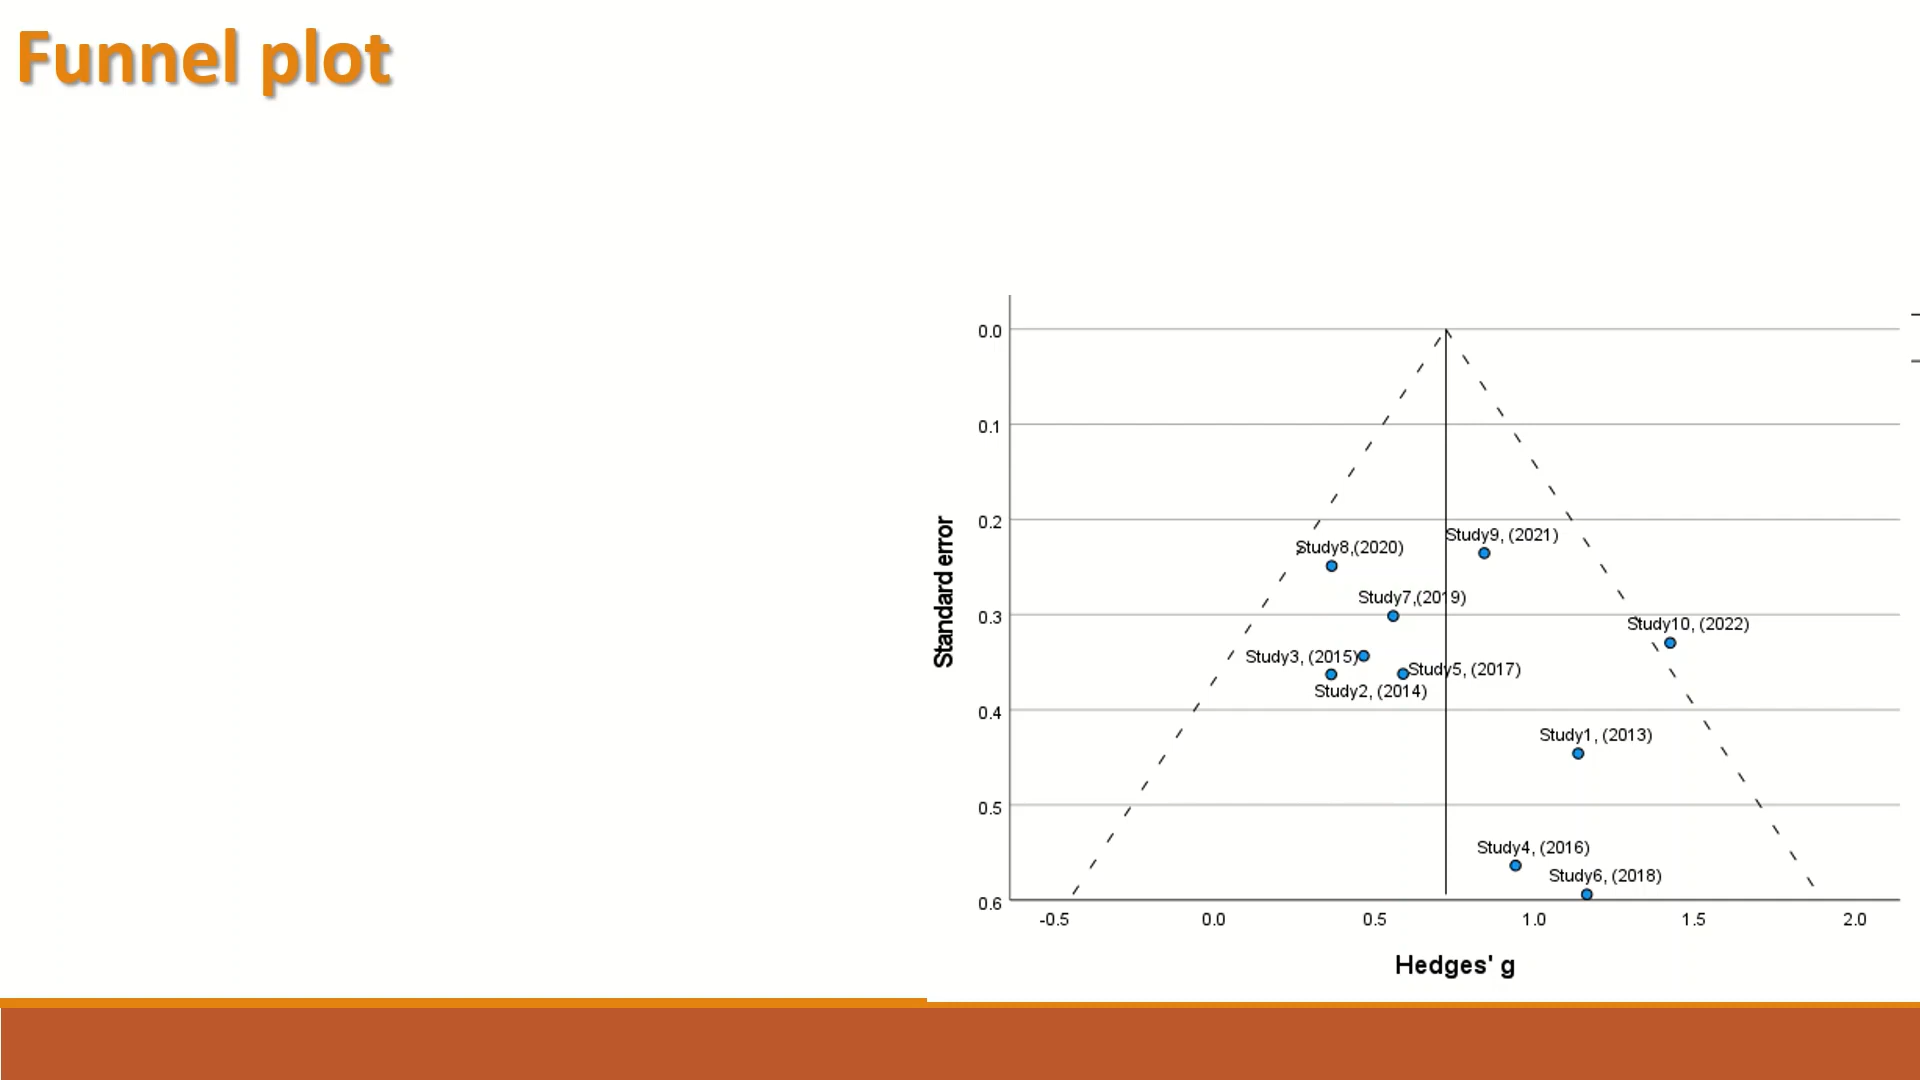 Funnel plot
0.0
0.1
0.2
Study9, (2021)
Study8,(2020)
Study7,(2019)
0.3
Study10, (2022)
Study3, (2015)
Study5, (2017)
Study2, (2014)
0.4
Study1, (2013)
0.5
Study4, (2016)
Study6, (2018)
0.6
Standard error
-0.5 0.0 0.5 1.0 1.5 2.0
Hedges' g